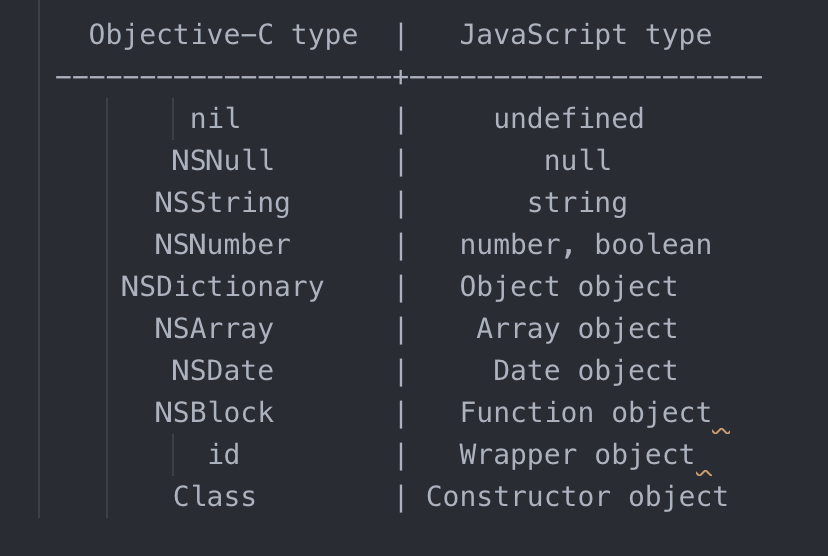 Objective-C type | JavaScript type
--------------------+---------------------
nil | undefined
NSNull | null
NSString | string
NSNumber | number, boolean
NSDictionary | Object object
NSArray | Array object
NSDate | Date object
NSBlock | Function object
id | Wrapper object
Class | Constructor object